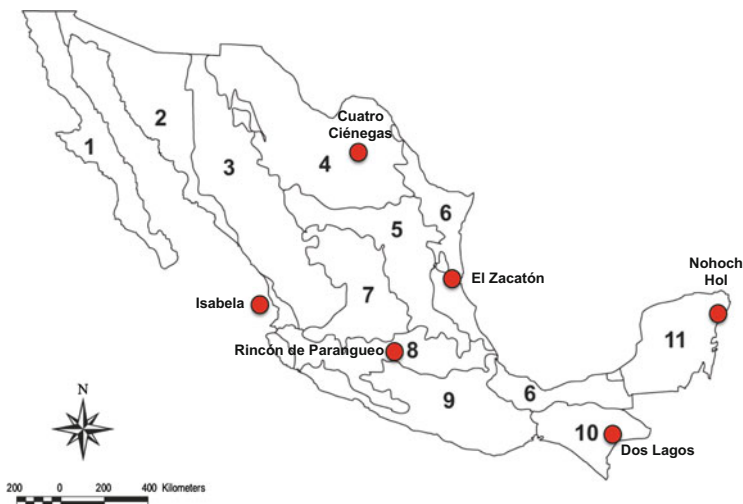 Cuatro
Ciénegas
2
1
3
4
6
5
Nohoch
Hol
El Zacatón
Isabela
7
11
Rincón de Parangueo
8
N
6
9
10
Dos Lagos
200 0 200 400 Kilometers